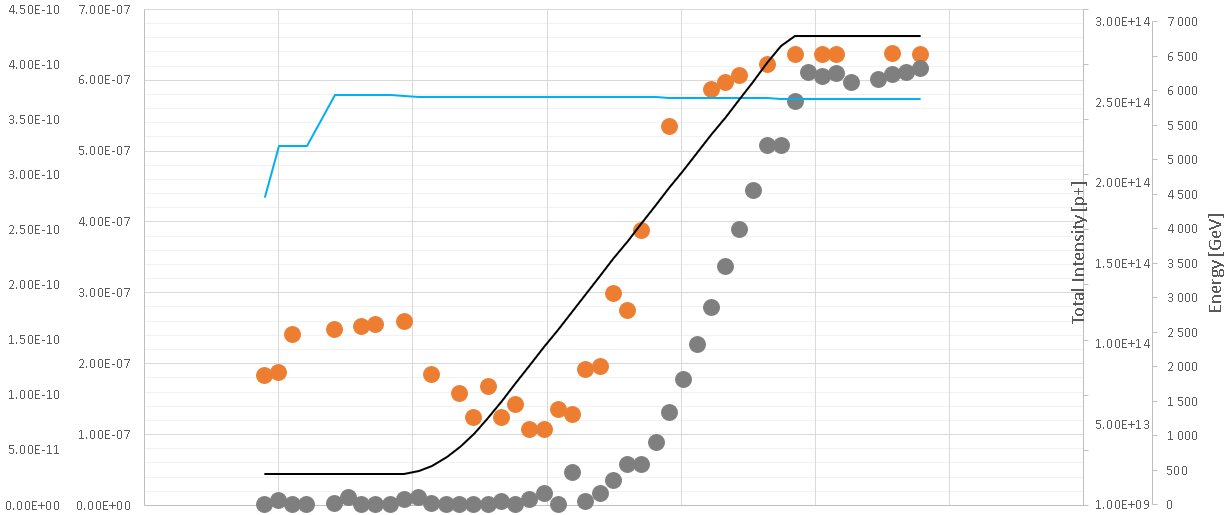 4.50E-10
4.00E-10
3.50E-10
3.00E-10
2.50E-10
2.00E-10
1.50E-10
1.00E-10
5.00E-11
0.00E+00
7.00E-07
6.00E-07
5.00E-07
4.00E-07
3.00E-07
2.00E-07
1.00E-07
0.00E+00
Total Intensity [p+]
3.00E+14
2.50E+14
2.00E+14
1.50E+14
1.00E+14
5.00E+13
1.00E+09
7 000
6 500
6 000
5 500
5 000
4 500
4 000
3 500
3 000
2 500
2 000
1 500
1 000
500
0
Energy [GeV]